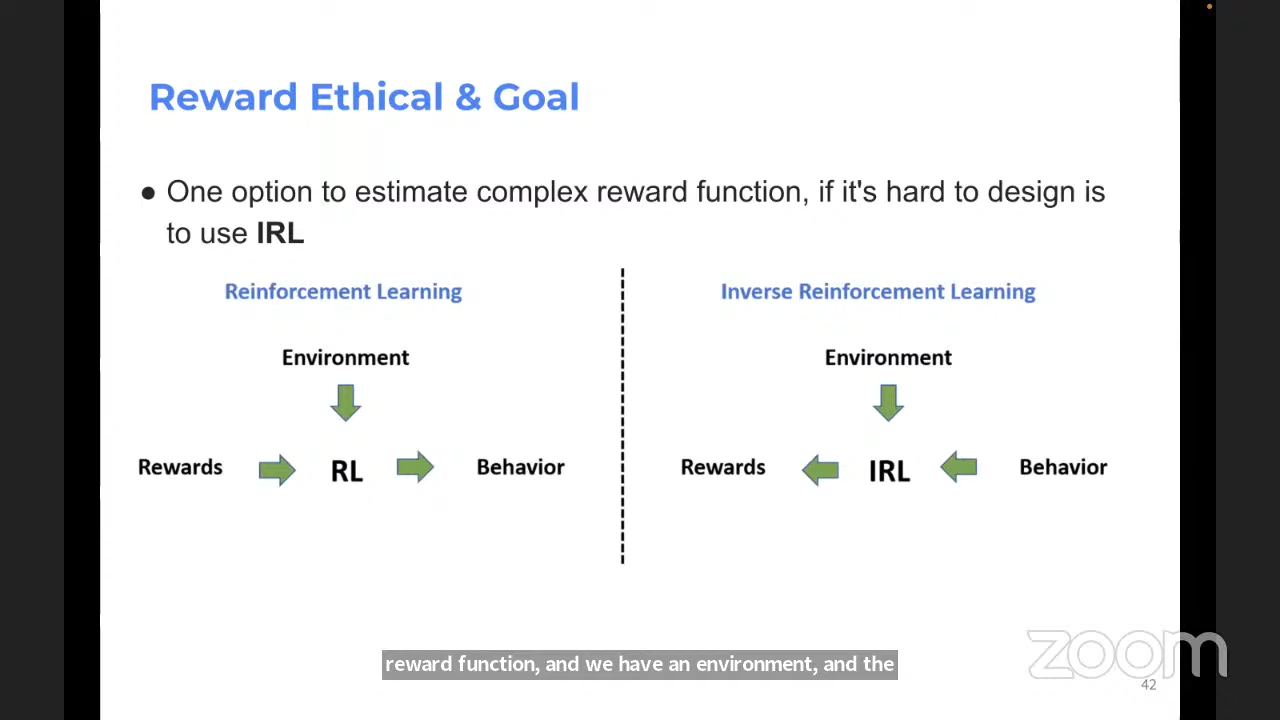 Reward Ethical & Goal
● One option to estimate complex reward function, if it's hard to design is
to use IRL
Reinforcement Learning
Environment
Rewards RL Behavior
Inverse Reinforcement Learning
Environment
Rewards IRL Behavior
reward function, and we have an environment, and the
zoom
42